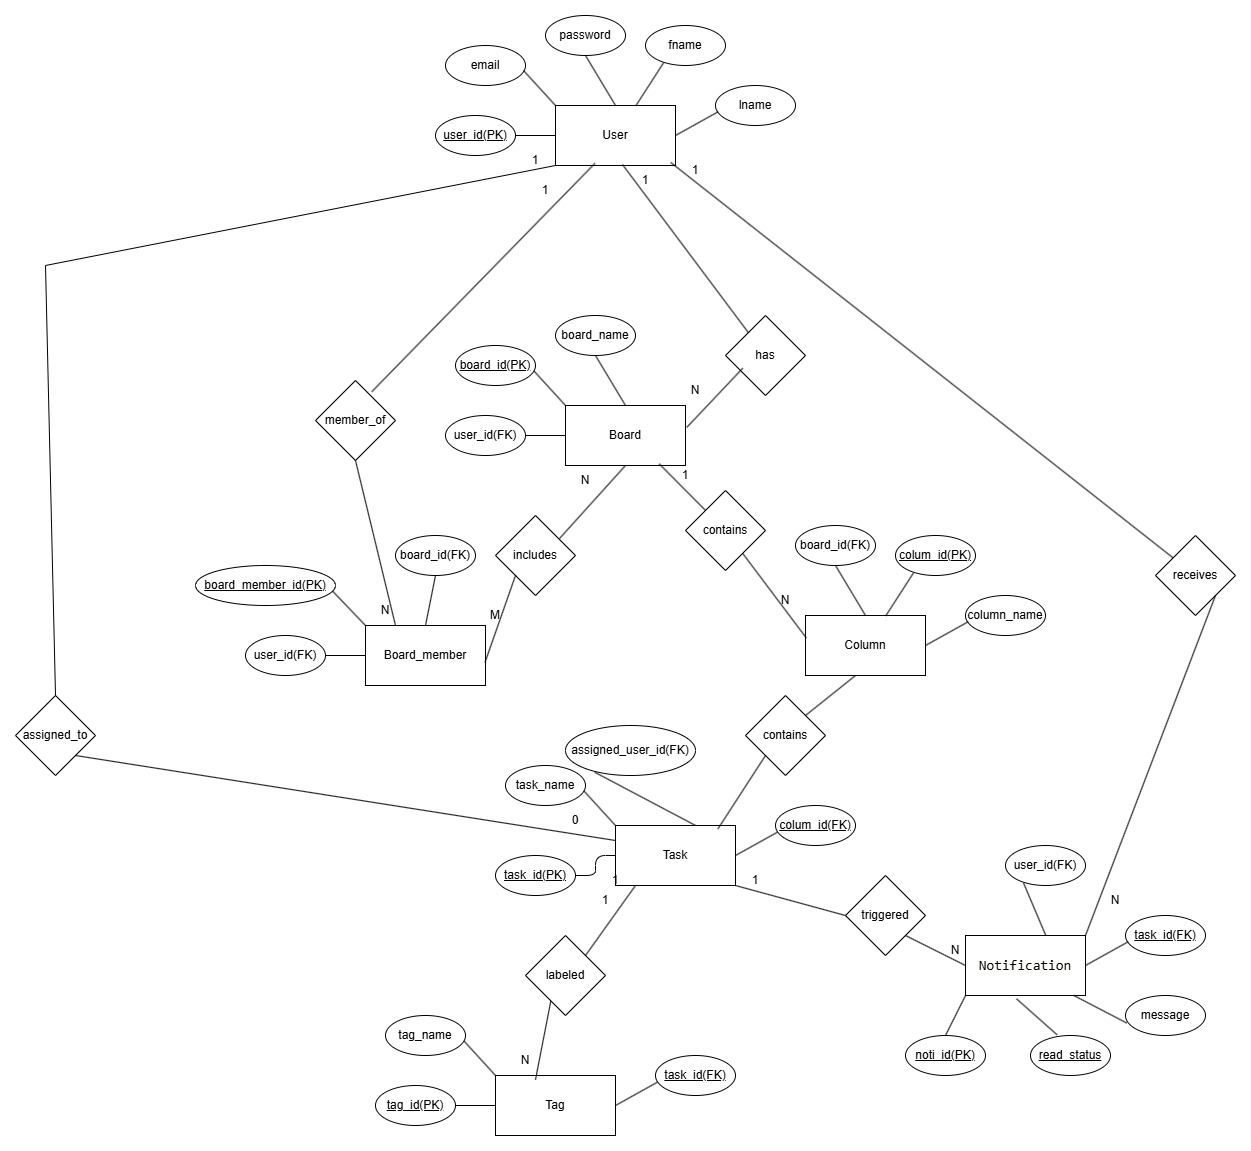 password
fname
email
lname
user_id(PK)
User
1
1
1
1
board_name
has
board_id(PK)
N
member_of
user_id(FK)
Board
N
1
contains
includes
board_id(FK)
board_id(FK)
colum_id(PK)
receives
board_member_id(PK)
N
N
M
column_name
user_id(FK)
Board_member
Column
assigned_to
contains
assigned_user_id(FK)
task_name
0
colum_id(FK)
Task
task_id(PK)
1
1
1
user_id(FK)
N
triggered
task_id(FK)
N
Notification
labeled
message
tag_name
N
noti_id(PK)
read_status
task_id(FK)
tag_id(PK)
Tag